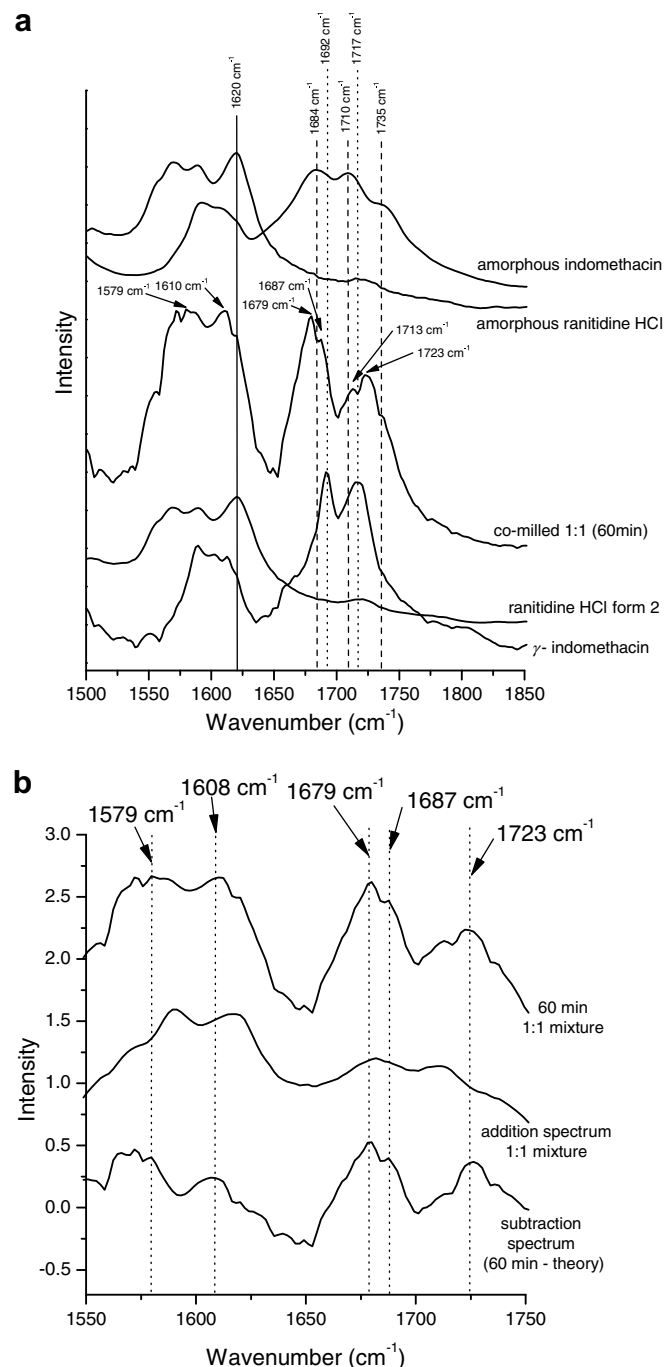 a
1620 cm-1
1684 cm-1
1692 cm-1
1710 cm-1
1717 cm-1
1735 cm-1
amorphous indomethacin
amorphous ranitidine HCl
1579 cm-1
1610 cm-1
1687 cm-1
1679 cm-1
1713 cm-1
1723 cm-1
co-milled 1:1 (60min)
ranitidine HCl form 2
γ- indomethacin
Intensity
1500 1550 1600 1650 1700 1750 1800 1850
Wavenumber (cm-1)
b
1579 cm-1
1608 cm-1
1679 cm-1
1687 cm-1
1723 cm-1
3.0
2.5
2.0
1.5
1.0
0.5
0.0
-0.5
Intensity
60 min
1:1 mixture
addition spectrum
1:1 mixture
subtraction
spectrum
(60 min - theory)
1550 1600 1650 1700 1750
Wavenumber (cm-1)